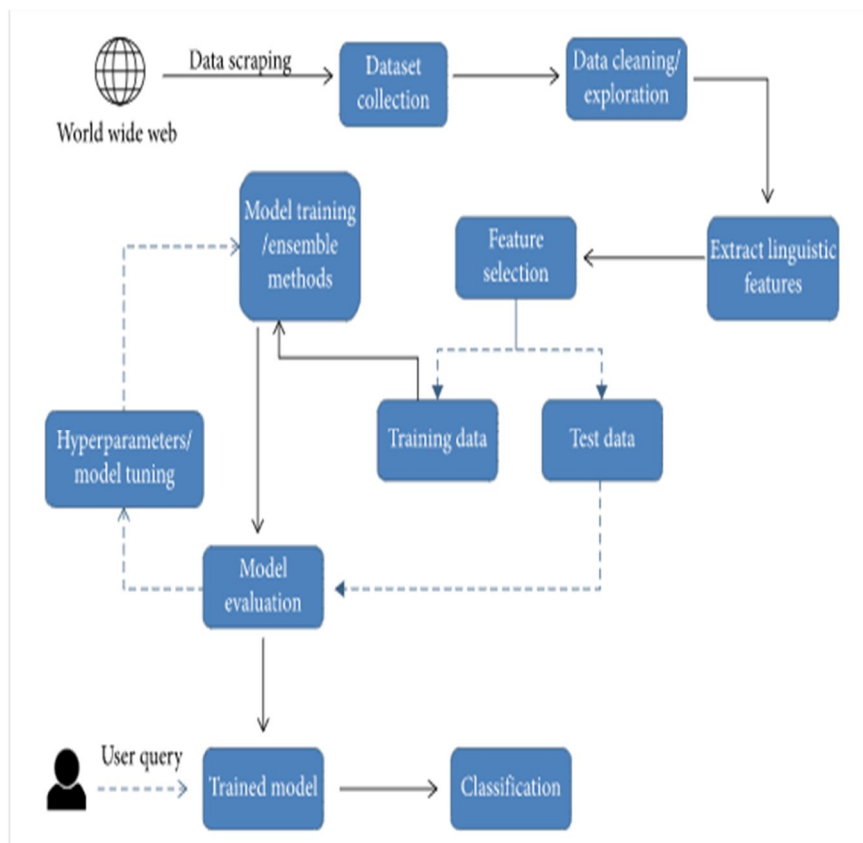 Data scraping
World wide web
Dataset
collection
Data cleaning/
exploration
Model training
/ensemble
methods
Feature
selection
Extract linguistic
features
Hyperparameters/
model tuning
Training data
Test data
Model
evaluation
User query
Trained model
Classification